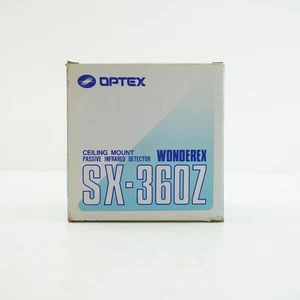 OPTEX
CEILING MOUNT
PASSIVE INFRARED DETECTOR WONDEREX
SX-360Z